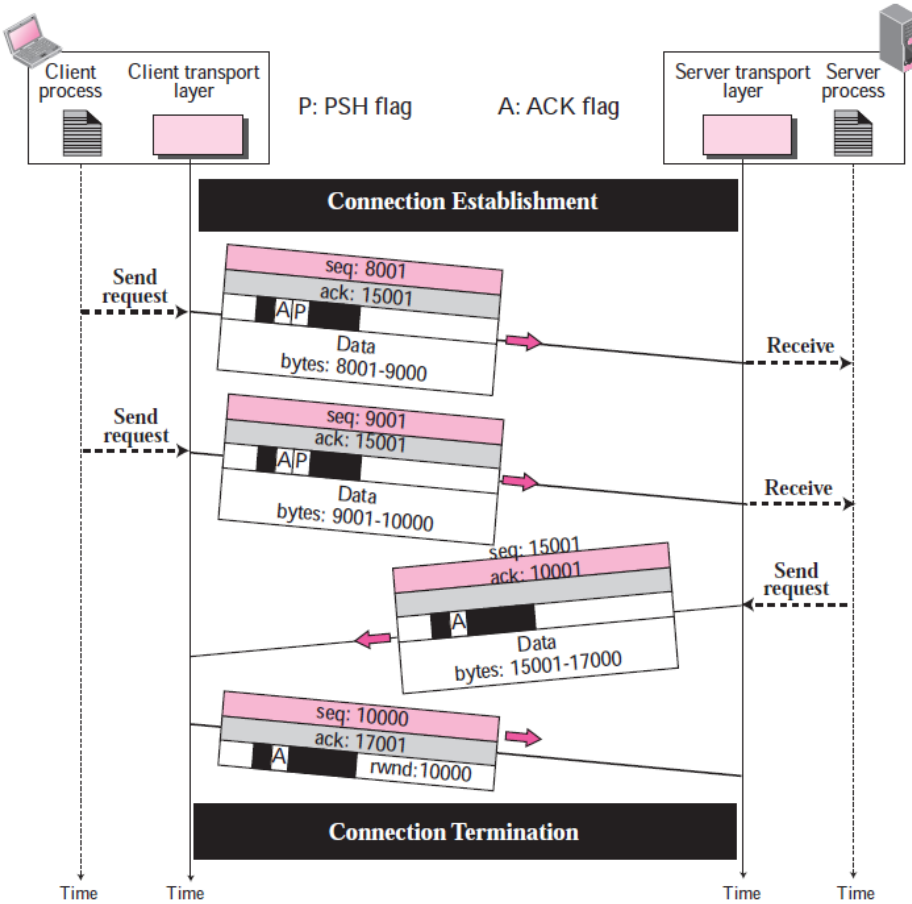 Client process
Client transport layer
P: PSH flag
A: ACK flag
Server transport layer
Server process
Connection Establishment
Send request
seq: 8001
ack: 15001
A P
Data
bytes: 8001-9000
Receive
Send request
seq: 9001
ack: 15001
A P
Data
bytes: 9001-10000
Receive
seq: 15001
ack: 10001
A
Data
bytes: 15001-17000
Send request
seq: 10000
ack: 17001
A
rwnd:10000
Connection Termination
Time
Time
Time
Time